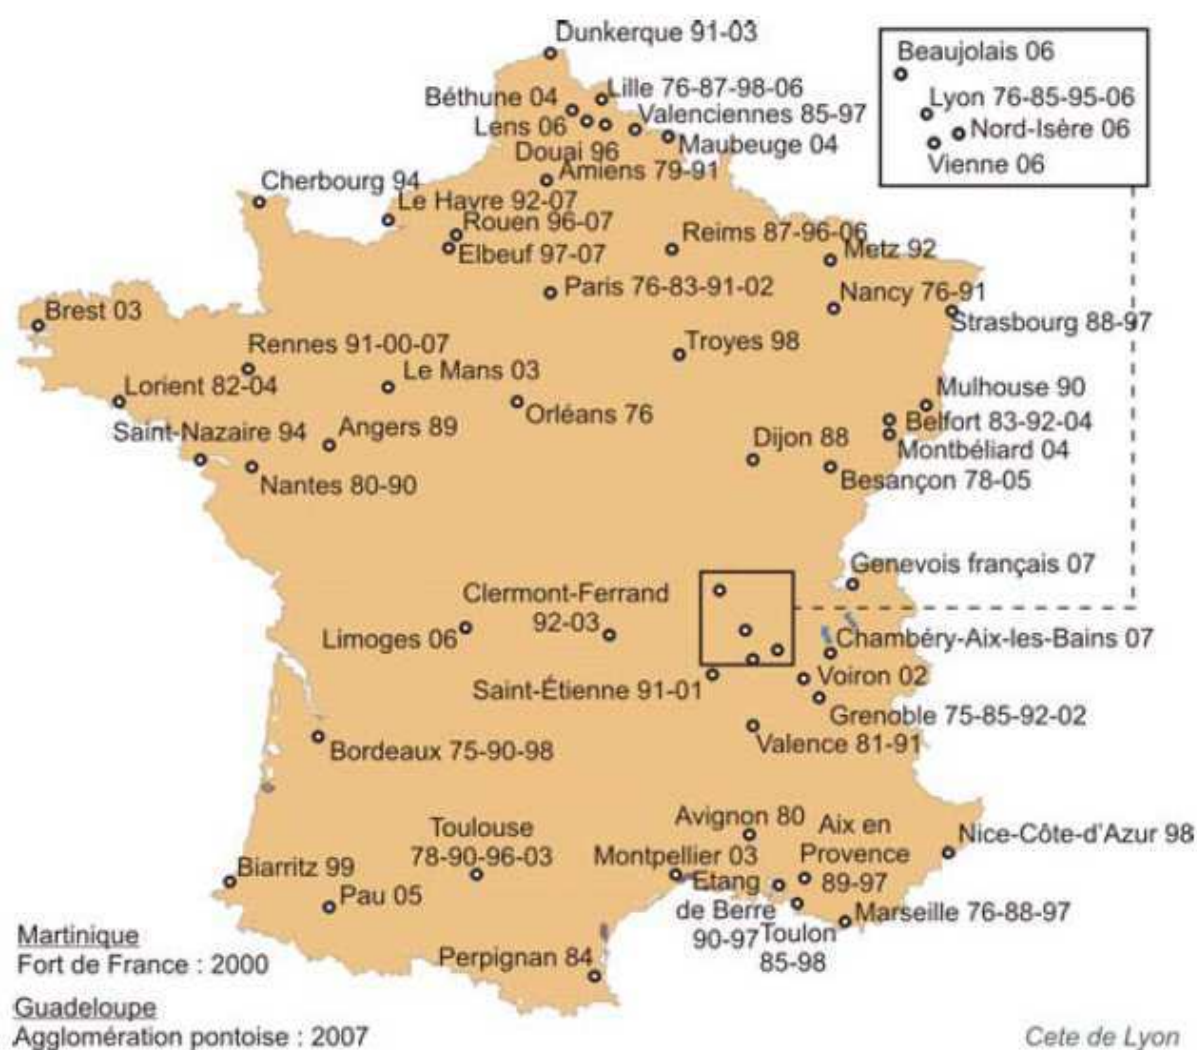 Dunkerque 91-03
Beaujolais 06
Lille 76-87-98-06
Béthune 04
Lyon 76-85-95-06
Valenciennes 85-97
Lens 06
Nord-Isère 06
Maubeuge 04
Douai 96
Vienne 06
Amiens 79-91
Cherbourg 94
Le Havre 92-07
Rouen 96-07
Reims 87-96-06
Metz 92
Elbeuf 97-07
Paris 76-83-91-02
Nancy 76-91
Brest 03
Strasbourg 88-97
Rennes 91-00-07
Troyes 98
Le Mans 03
Lorient 82-04
Mulhouse 90
Orléans 76
Belfort 83-92-04
Saint-Nazaire 94
Angers 89
Dijon 88
Montbéliard 04
Nantes 80-90
Besançon 78-05
Genevois français 07
Clermont-Ferrand
92-03
Limoges 06
Chambéry-Aix-les-Bains 07
Voiron 02
Saint-Étienne 91-01
Grenoble 75-85-92-02
Valence 81-91
Bordeaux 75-90-98
Avignon 80
Aix en
Provence
89-97
Nice-Côte-d'Azur 98
Toulouse
78-90-96-03
Montpellier 03
Biarritz 99
Etang
de Berre
90-97
Pau 05
Marseille 76-88-97
Toulon
85-98
Perpignan 84
Martinique
Fort de France : 2000
Guadeloupe
Agglomération pontoise : 2007
Cete de Lyon